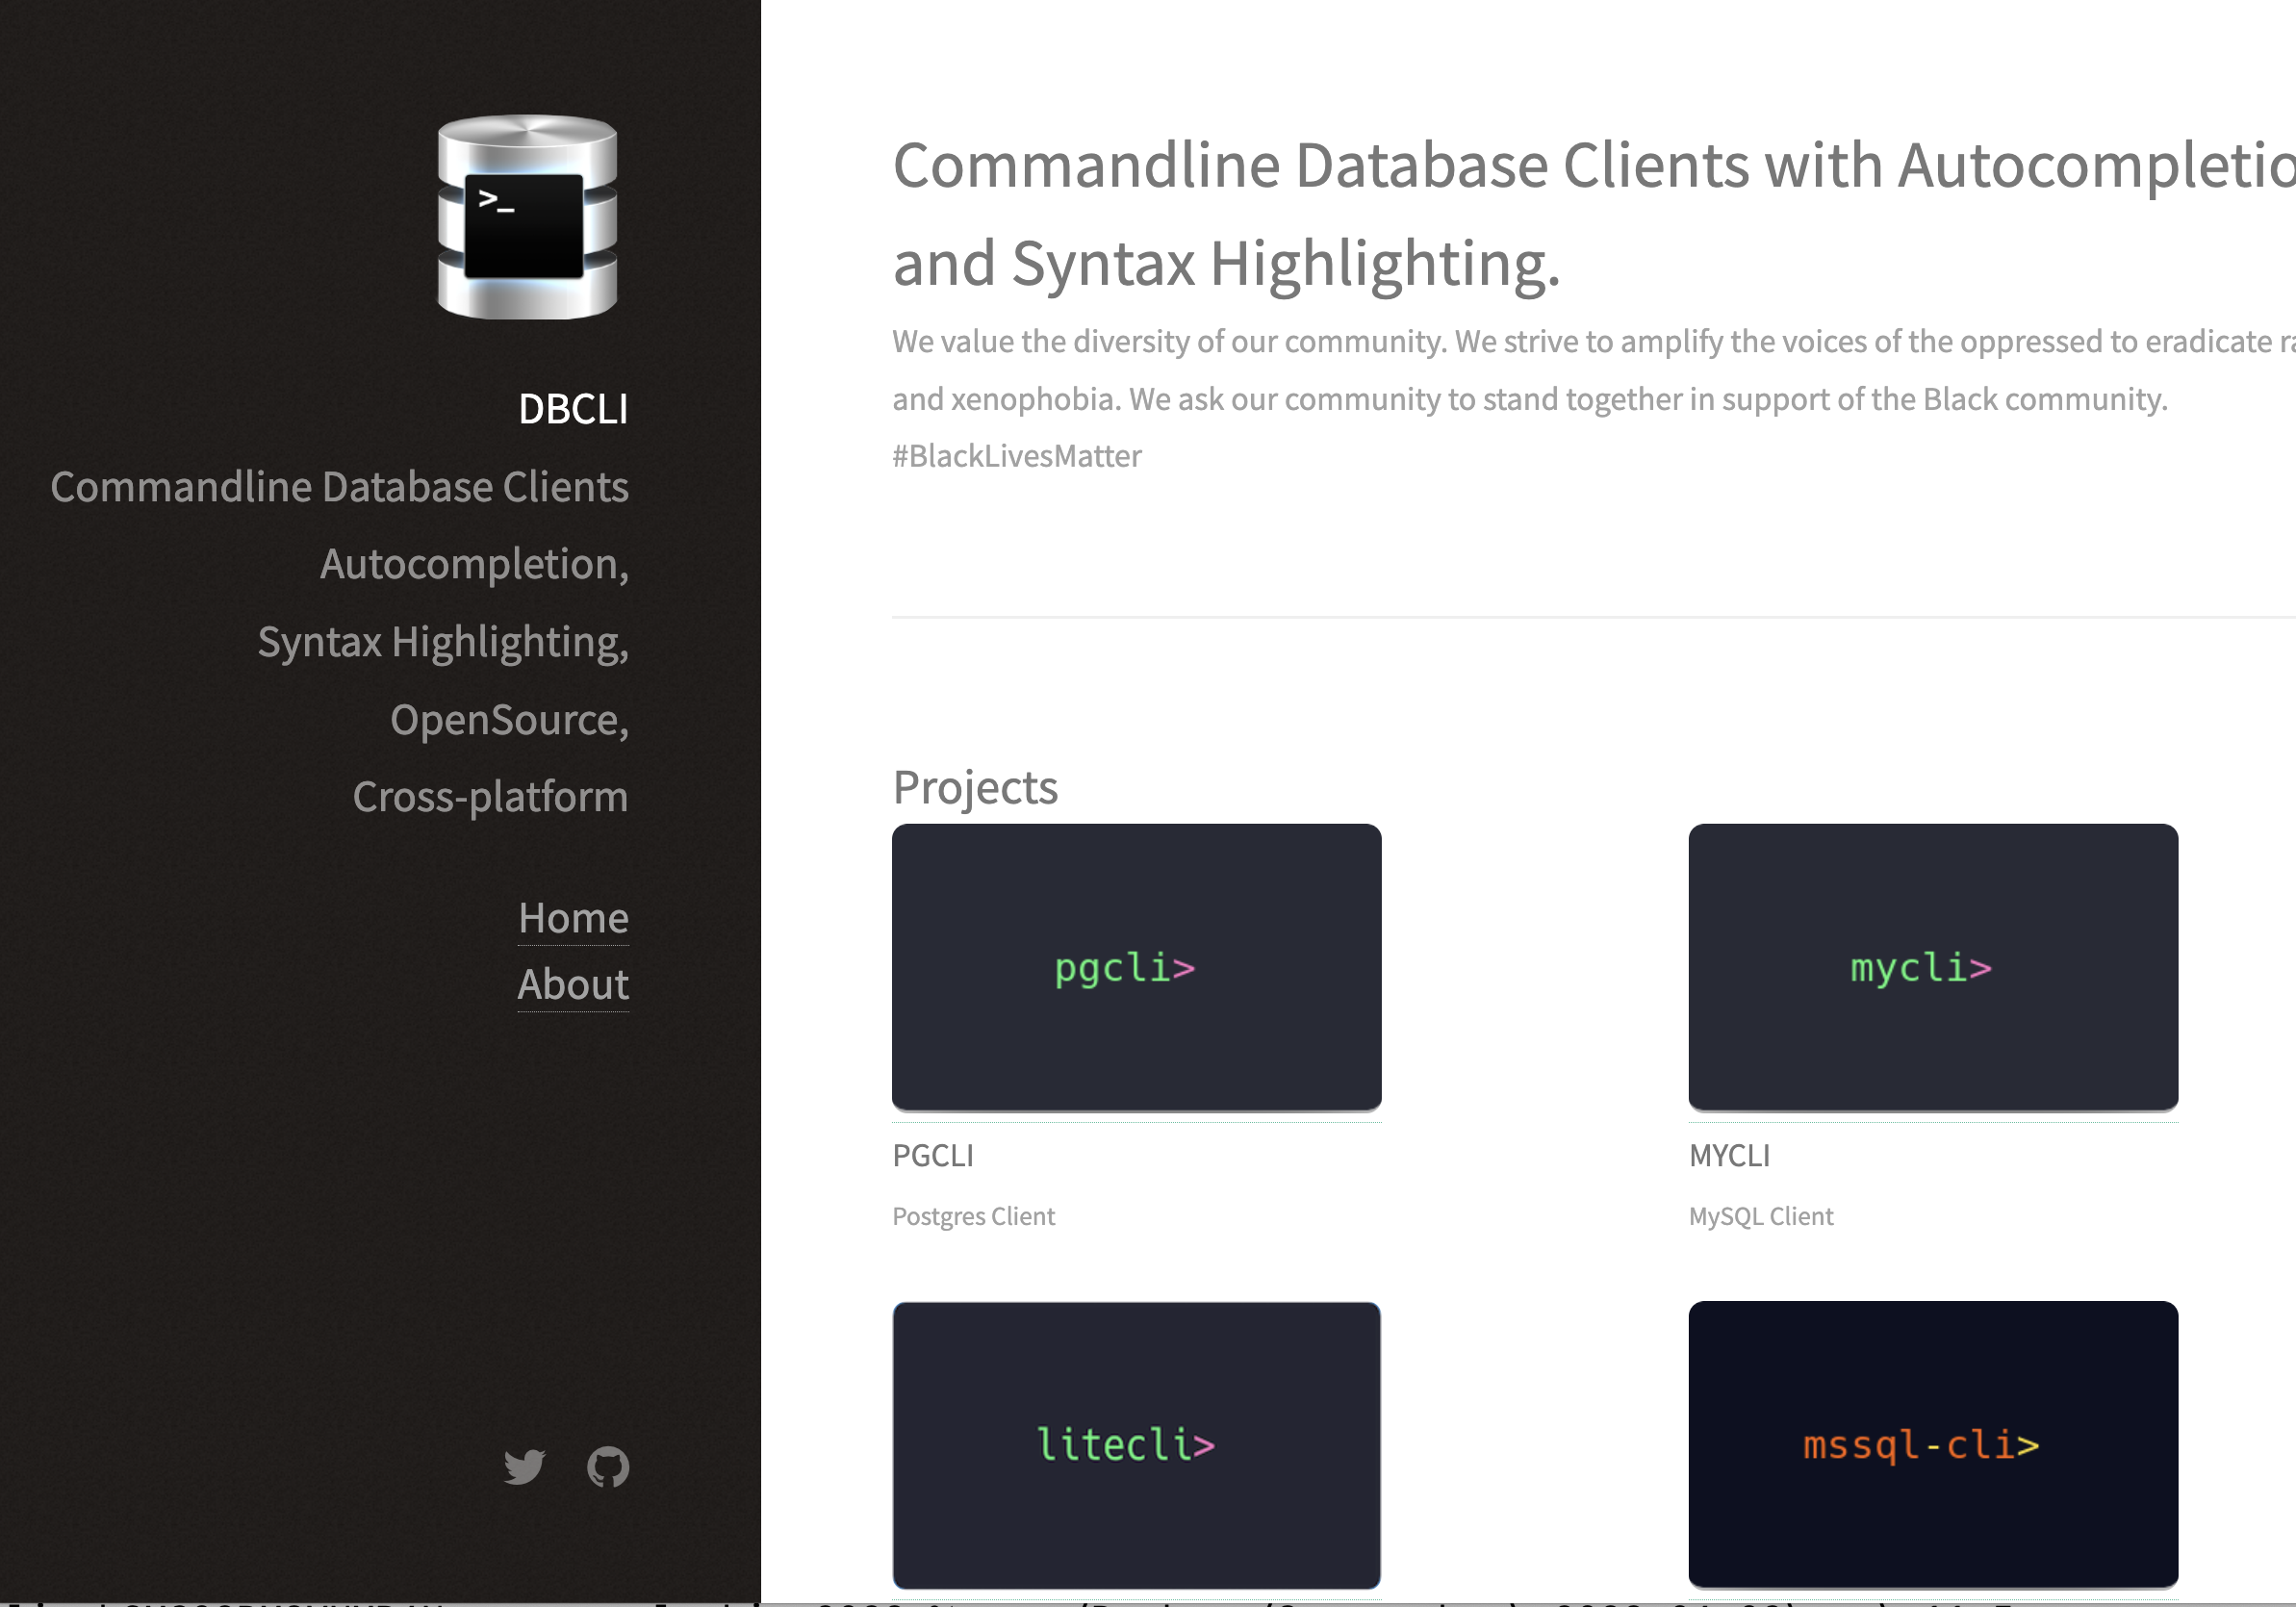 >_
DBCLI
Commandline Database Clients
Autocompletion,
Syntax Highlighting,
OpenSource,
Cross-platform
Home
About
Commandline Database Clients with Autocompletio
and Syntax Highlighting.
We value the diversity of our community. We strive to amplify the voices of the oppressed to eradicate ra
and xenophobia. We ask our community to stand together in support of the Black community.
#BlackLivesMatter
Projects
pgcli>
mycli>
PGCLI
MYCLI
Postgres Client
MySQL Client
litecli>
mssql-cli>